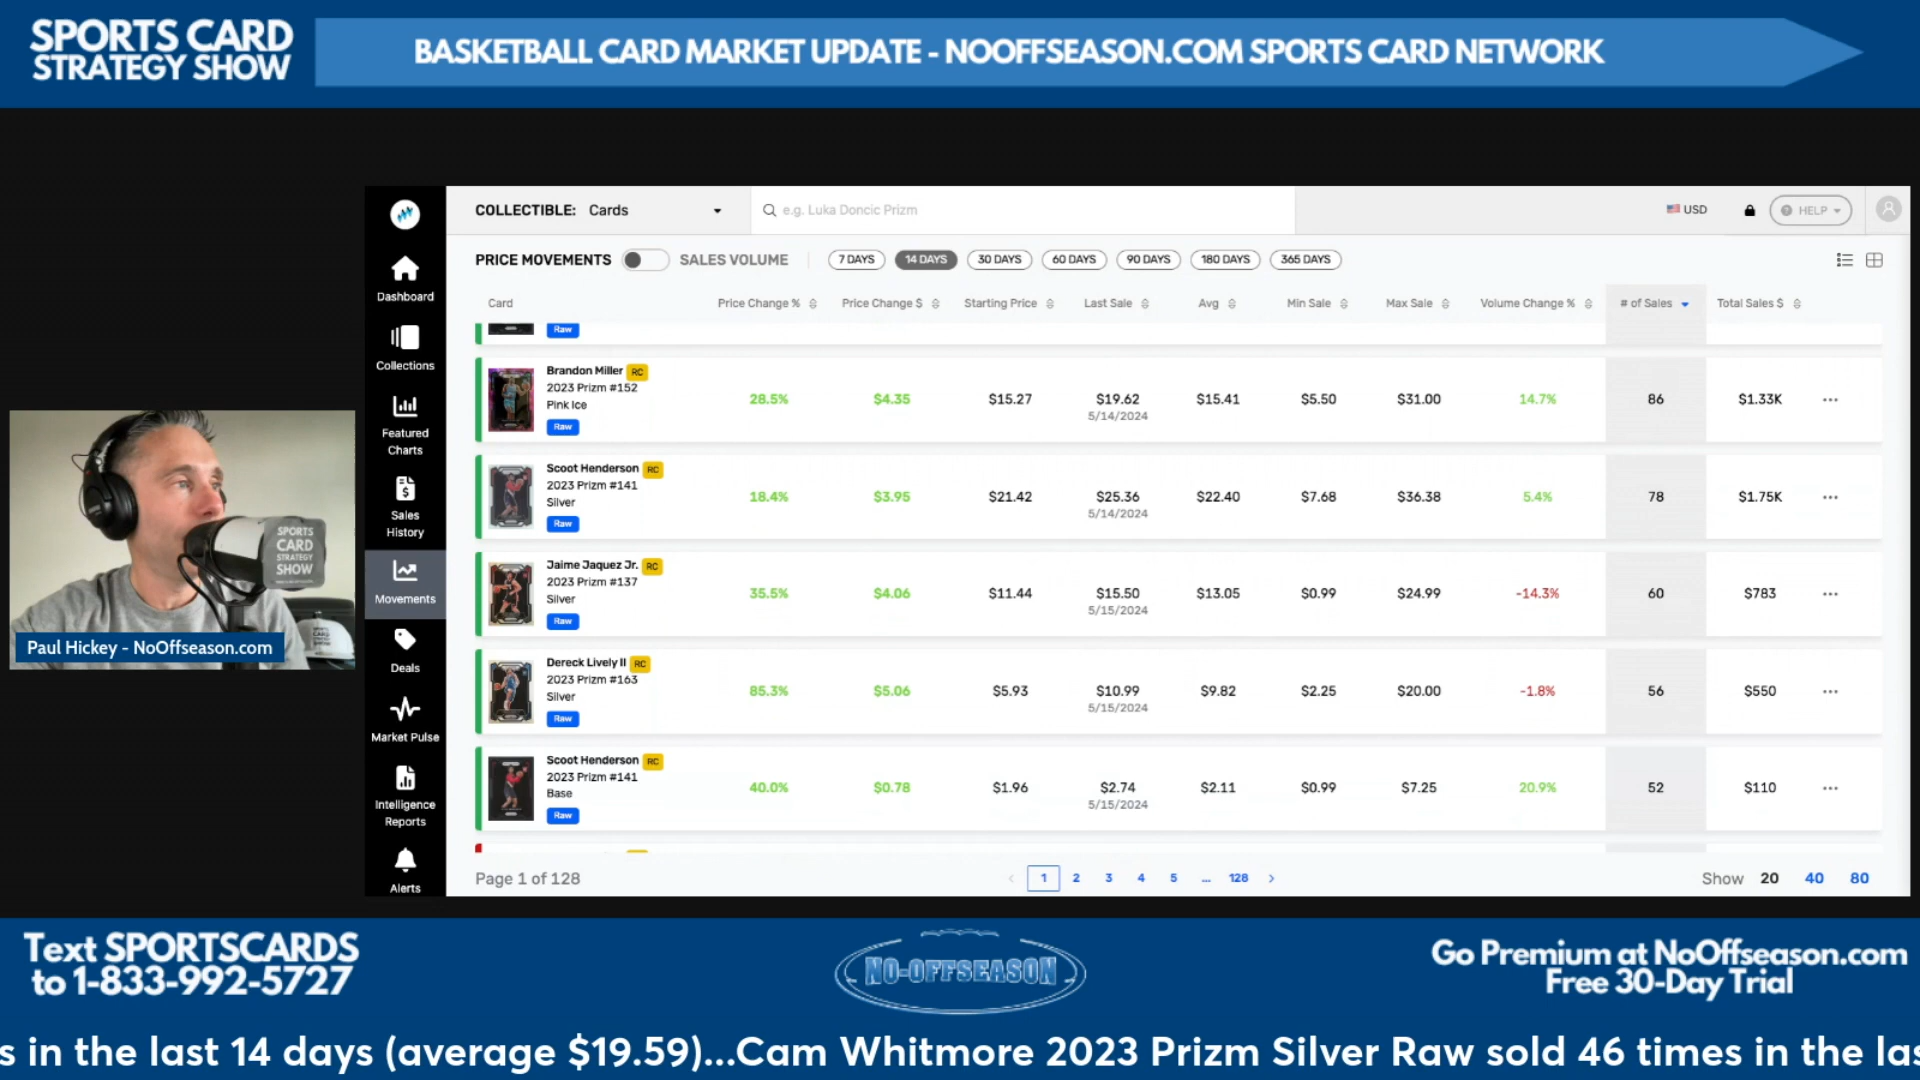 SPORTS CARD
STRATEGY SHOW
BASKETBALL CARD MARKET UPDATE - NOOFFSEASON.COM SPORTS CARD NETWORK
COLLECTIBLE: Cards
e.g. Luka Doncic Prizm
USD
HELP
PRICE MOVEMENTS
SALES VOLUME
7 DAYS
14 DAYS
30 DAYS
60 DAYS
90 DAYS
180 DAYS
365 DAYS
Dashboard
Collections
Featured
Charts
Sales
History
Movements
Deals
Market Pulse
Intelligence
Reports
Alerts
Card Price Change % Price Change $ Starting Price Last Sale Avg Min Sale Max Sale Volume Change % # of Sales Total Sales $
Raw
Brandon Miller RC
2023 Prizm #152
Pink Ice
Raw
28.5% $4.35 $15.27 $19.62 $15.41 $5.50 $31.00 14.7% 86 $1.33K
5/14/2024
Scoot Henderson RC
2023 Prizm #141
Silver
Raw
18.4% $3.95 $21.42 $25.36 $22.40 $7.68 $36.38 5.4% 78 $1.75K
5/14/2024
Jaime Jaquez Jr. RC
2023 Prizm #137
Silver
Raw
35.5% $4.06 $11.44 $15.50 $13.05 $0.99 $24.99 -14.3% 60 $783
5/15/2024
Dereck Lively II RC
2023 Prizm #163
Silver
Raw
85.3% $5.06 $5.93 $10.99 $9.82 $2.25 $20.00 -1.8% 56 $550
5/15/2024
Scoot Henderson RC
2023 Prizm #141
Base
Raw
40.0% $0.78 $1.96 $2.74 $2.11 $0.99 $7.25 20.9% 52 $110
5/15/2024
Page 1 of 128
1 2 3 4 5 ... 128
Show 20 40 80
SPORTS
CARD
STRATEGY
SHOW
Paul Hickey - NoOffseason.com
Text SPORTSCARDS
to 1-833-992-5727
NO-OFFSEASON
Go Premium at NoOffseason.com
Free 30-Day Trial
s in the last 14 days (average $19.59)...Cam Whitmore 2023 Prizm Silver Raw sold 46 times in the las